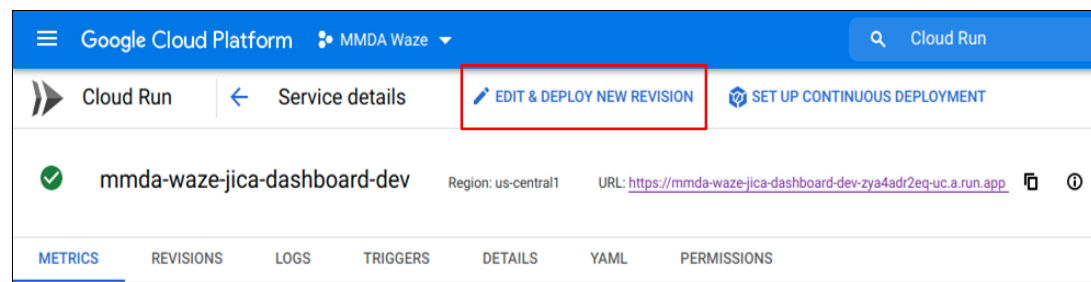 Google Cloud Platform MMDA Waze Cloud Run
Cloud Run Service details EDIT & DEPLOY NEW REVISION SET UP CONTINUOUS DEPLOYMENT
mmda-waze-jica-dashboard-dev Region: us-central1 URL: https://mmda-waze-jica-dashboard-dev-zya4adr2eq-uc.a.run.app
METRICS REVISIONS LOGS TRIGGERS DETAILS YAML PERMISSIONS